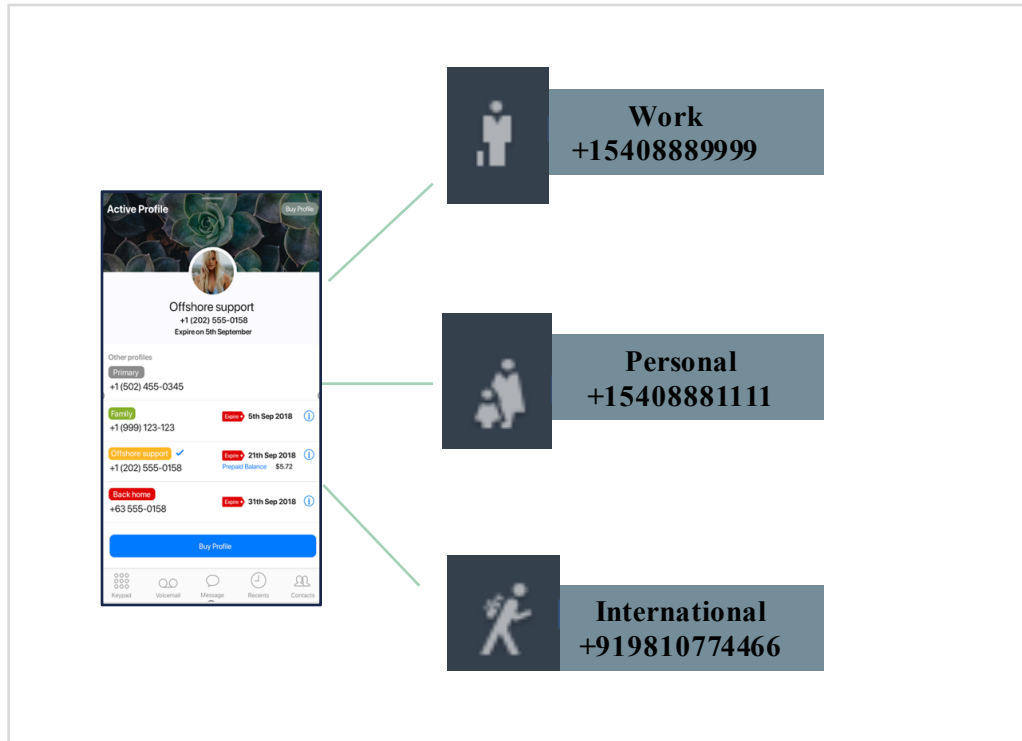 Active Profile
Buy Profile
Offshore support
+1 (202) 555-0158
Expire on 5th September
Other profiles
Primary
+1 (502) 455-0345
Family
Expire 5th Sep 2018
+1 (999) 123-123
Offshore support
Expire 21th Sep 2018
+1 (202) 555-0158
Prepaid Balance $5.72
Back home
Expire 31th Sep 2018
+63 555-0158
Buy Profile
Keypad Voicemail Message Recents Contacts
Work
+15408889999
Personal
+15408881111
International
+919810774466